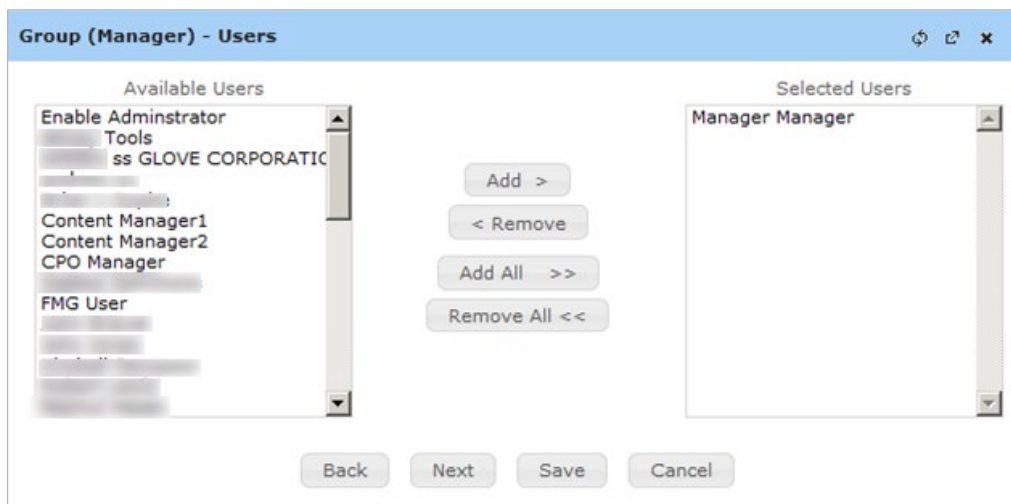 Group (Manager) - Users
Available Users
Selected Users
Enable Adminstrator
Tools
ss GLOVE CORPORATIC
Content Manager1
Content Manager2
CPO Manager
FMG User
Manager Manager
Add >
< Remove
Add All >>
Remove All <<
Back Next Save Cancel